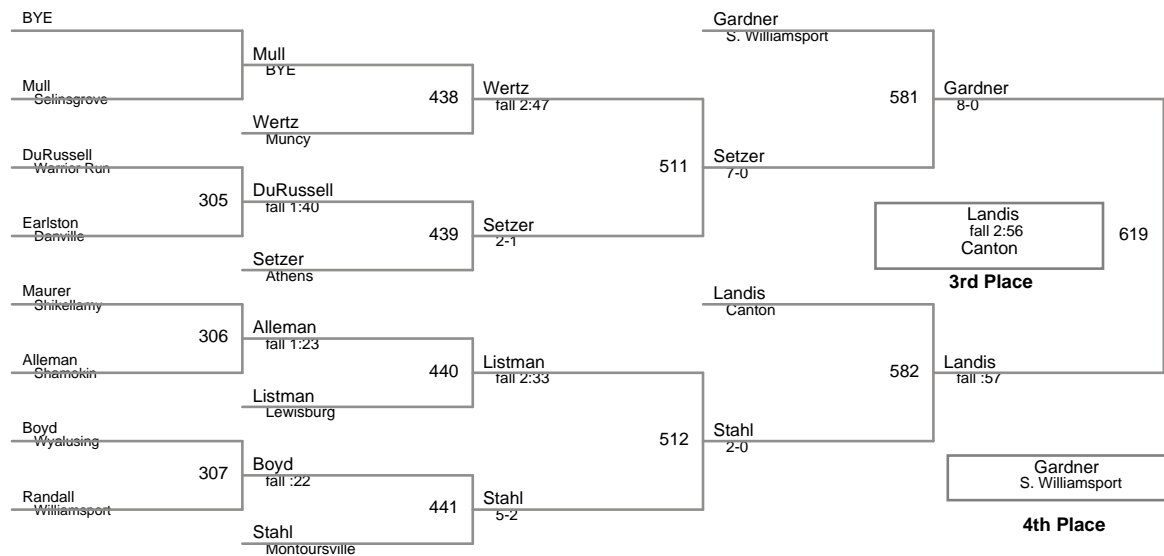 BYE
Mull
Selinsgrove
DuRussell
Warrior Run
Earlston
Danville
Maurer
Shikellamy
Alleman
Shamokin
Boyd
Wyalusing
Randall
Williamsport
305
306
307
Mull
BYE
Wertz
Muncy
DuRussell
fall 1:40
Setzer
Athens
Alleman
fall 1:23
Listman
Lewisburg
Boyd
fall :22
Stahl
Montoursville
438
439
440
441
Wertz
fall 2:47
Setzer
2-1
Listman
fall 2:33
Stahl
5-2
511
512
Gardner
S. Williamsport
Setzer
7-0
Landis
Canton
Stahl
2-0
581
582
Gardner
8-0
Landis
fall :57
Landis
fall 2:56
Canton
3rd Place
619
Gardner
S. Williamsport
4th Place